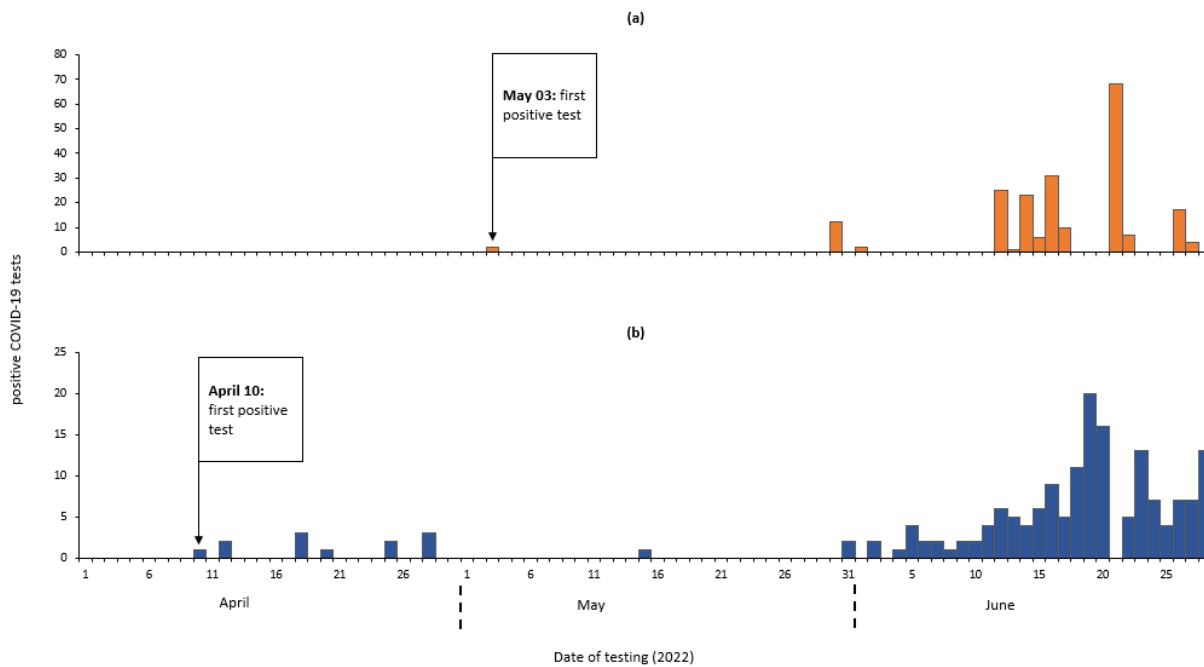 (a)
80
70
60
50
40
30
20
10
0
May 03: first
positive test
positive COVID-19 tests
(b)
25
20
15
10
5
0
April 10:
first positive
test
1 6 11 16 21 26 1 6 11 16 21 26 31 5 10 15 20 25
April May June
Date of testing (2022)